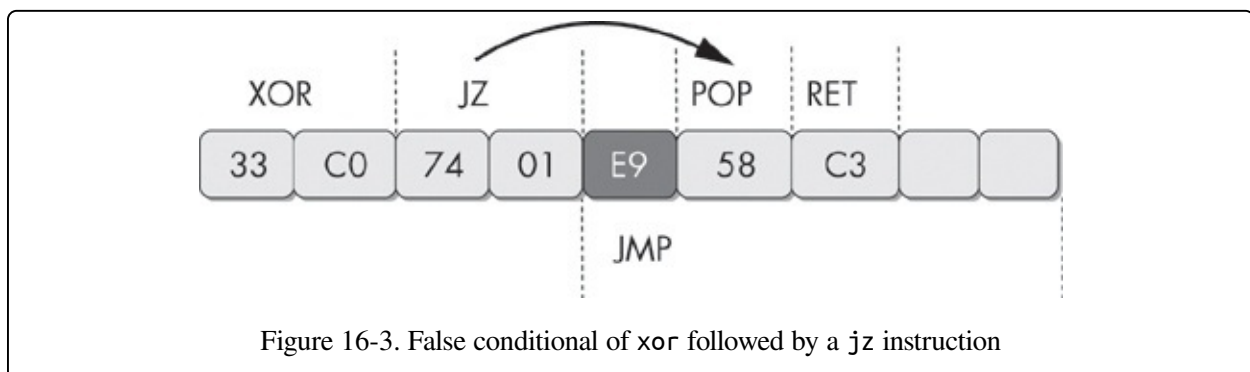 XOR JZ POP RET
33 C0 74 01 E9 58 C3
JMP
Figure 16-3. False conditional of xor followed by a jz instruction